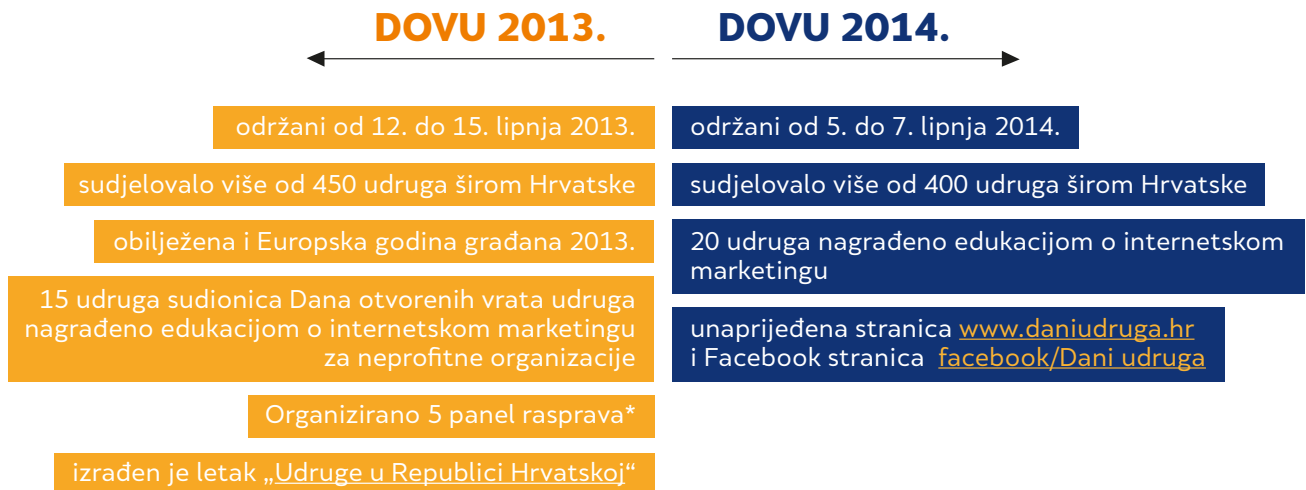 DOVU 2013.
održani od 12. do 15. lipnja 2013.
sudjelovalo više od 450 udruga širom Hrvatske
obilježena i Europska godina građana 2013.
15 udruga sudionica Dana otvorenih vrata udruga
nagrađeno edukacijom o internetskom marketingu
za neprofitne organizacije
Organizirano 5 panel rasprava*
izrađen je letak „Udruge u Republici Hrvatskoj“
DOVU 2014.
održani od 5. do 7. lipnja 2014.
sudjelovalo više od 400 udruga širom Hrvatske
20 udruga nagrađeno edukacijom o internetskom
marketingu
unaprijeđena stranica www.daniudruga.hr
i Facebook stranica facebook/Dani udruga